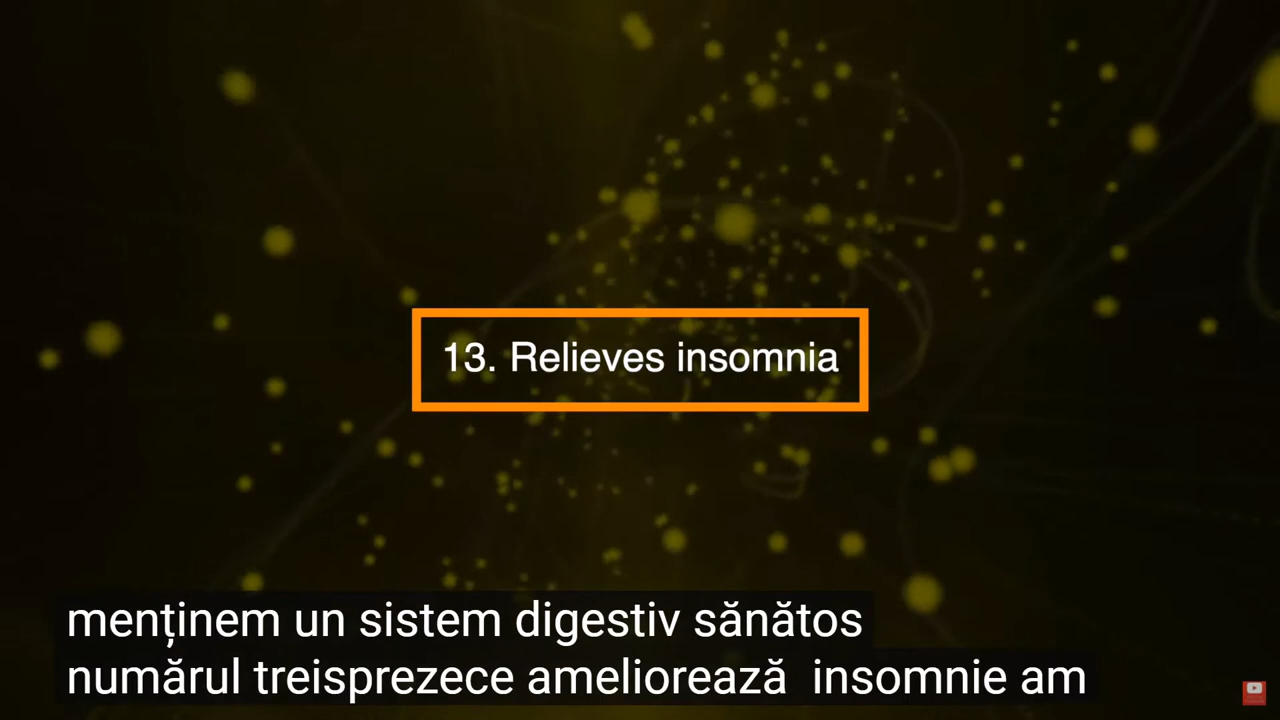 13. Relieves insomnia
menținem un sistem digestiv sănătos
numărul treisprezece ameliorează  insomnie am